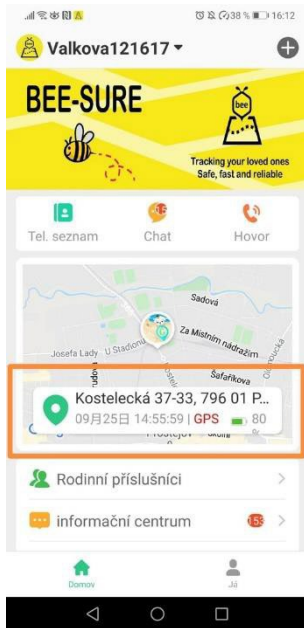 38 % 16:12
Valkova121617
BEE-SURE
bee
Tracking your loved ones
Safe, fast and reliable
Tel. seznam
Chat
Hovor
Sadová
Za Místním nádražím
Josefa Lady
U Stadionu
Šafaříkova
Olomoucká
Kostelecká 37-33, 796 01 P...
09月25日 14:55:59 | GPS 80
Rodinní příslušníci
informační centrum
153
Domov
Já